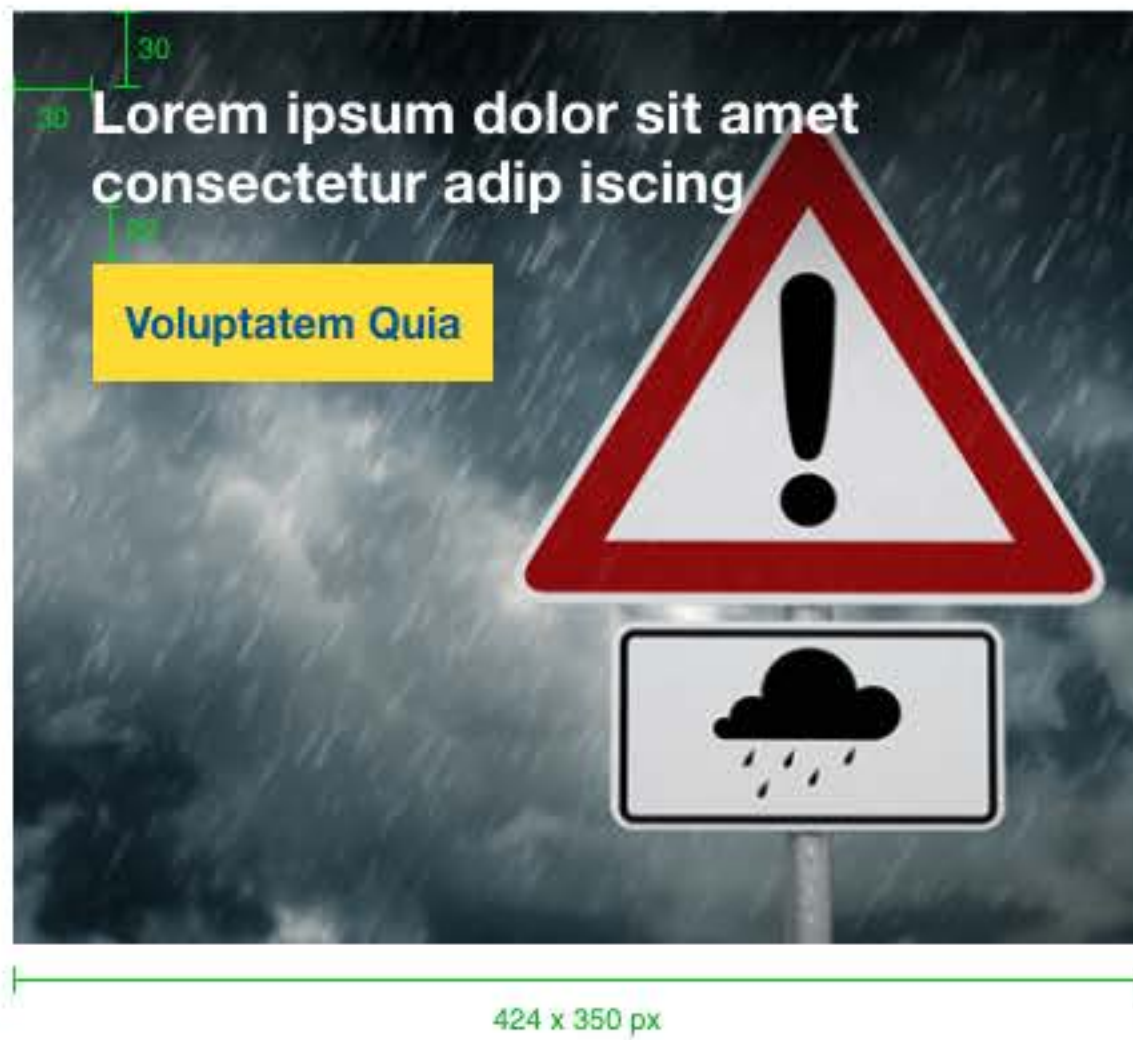 30
30
Lorem ipsum dolor sit amet
consectetur adip iscing
Voluptatem Quia
424 x 350 px